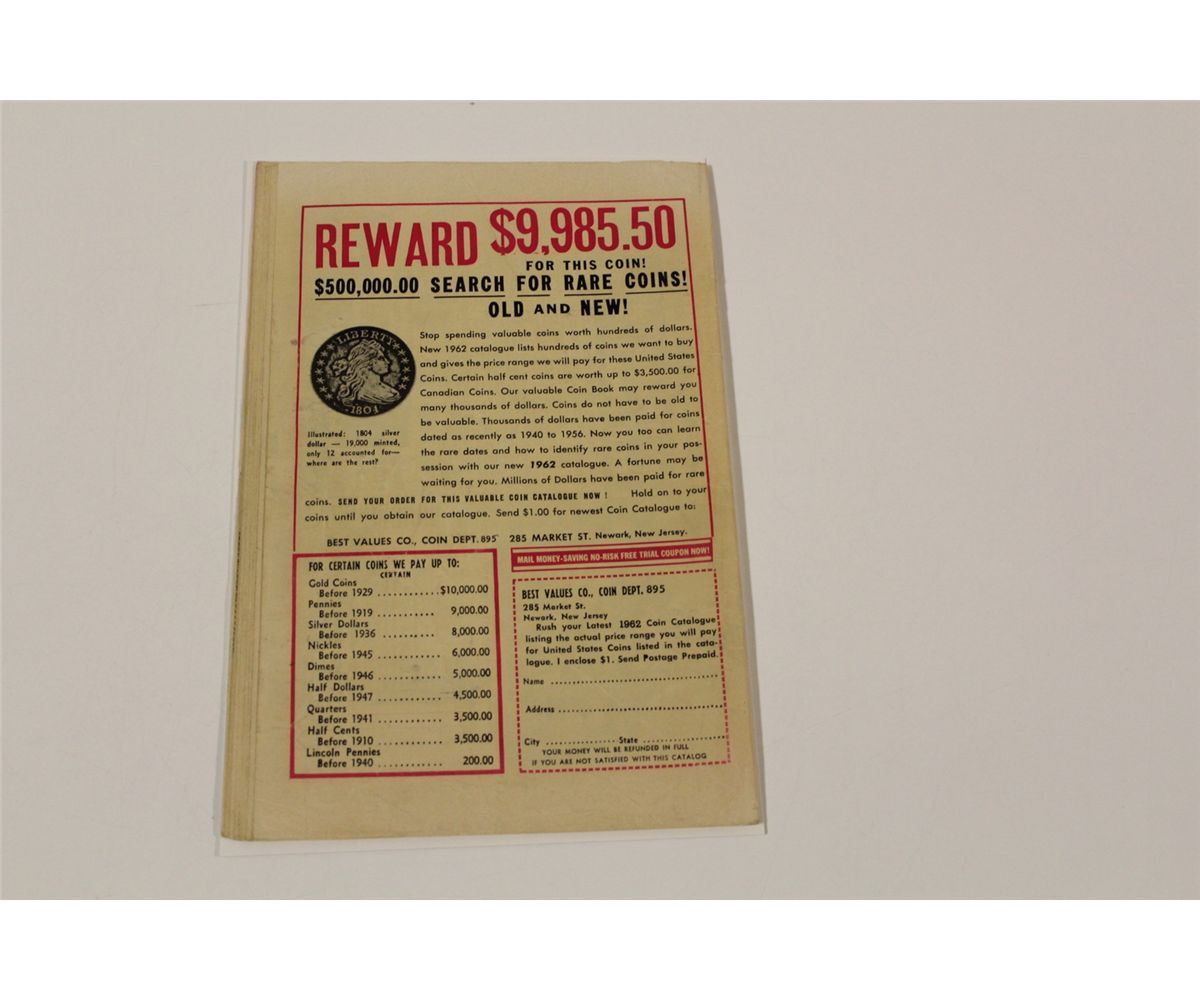 REWARD $9,985.50
FOR THIS COIN!
$500,000.00 SEARCH FOR RARE COINS!
OLD AND NEW!
LIBERTY
1804
Illustrated: 1804 silver
dollar — 19,000 minted,
only 12 accounted for—
where are the rest?
Stop spending valuable coins worth hundreds of dollars.
New 1962 catalogue lists hundreds of coins we want to buy
and gives the price range we will pay for these United States
Coins. Certain half cent coins are worth up to $3,500.00 for
Canadian Coins. Our valuable Coin Book may reward you
many thousands of dollars. Coins do not have to be old to
be valuable. Thousands of dollars have been paid for coins
dated as recently as 1940 to 1956. Now you too can learn
the rare dates and how to identify rare coins in your pos-
session with our new 1962 catalogue. A fortune may be
waiting for you. Millions of Dollars have been paid for rare
coins. SEND YOUR ORDER FOR THIS VALUABLE COIN CATALOGUE NOW ! Hold on to your
coins until you obtain our catalogue. Send $1.00 for newest Coin Catalogue to:
BEST VALUES CO., COIN DEPT. 895 285 MARKET ST. Newark, New Jersey.
FOR CERTAIN COINS WE PAY UP TO:
CERTAIN
Gold Coins
Before 1929 ............$10,000.00
Pennies
Before 1919 ............ 9,000.00
Silver Dollars
Before 1936 .......... 8,000.00
Nickles
Before 1945 ............ 6,000.00
Dimes
Before 1946 ............ 5,000.00
Half Dollars
Before 1947 ............ 4,500.00
Quarters
Before 1941 ............ 3,500.00
Half Cents
Before 1910 ............ 3,500.00
Lincoln Pennies
Before 1940 ............ 200.00
MAIL MONEY-SAVING NO-RISK FREE TRIAL COUPON NOW!
BEST VALUES CO., COIN DEPT. 895
285 Market St.
Newark, New Jersey
Rush your Latest 1962 Coin Catalogue
listing the actual price range you will pay
for United States Coins listed in the cata-
logue. I enclose $1. Send Postage Prepaid.
Name ........................................
Address ........................................
City .................. State ....................
YOUR MONEY WILL BE REFUNDED IN FULL
IF YOU ARE NOT SATISFIED WITH THIS CATALOG